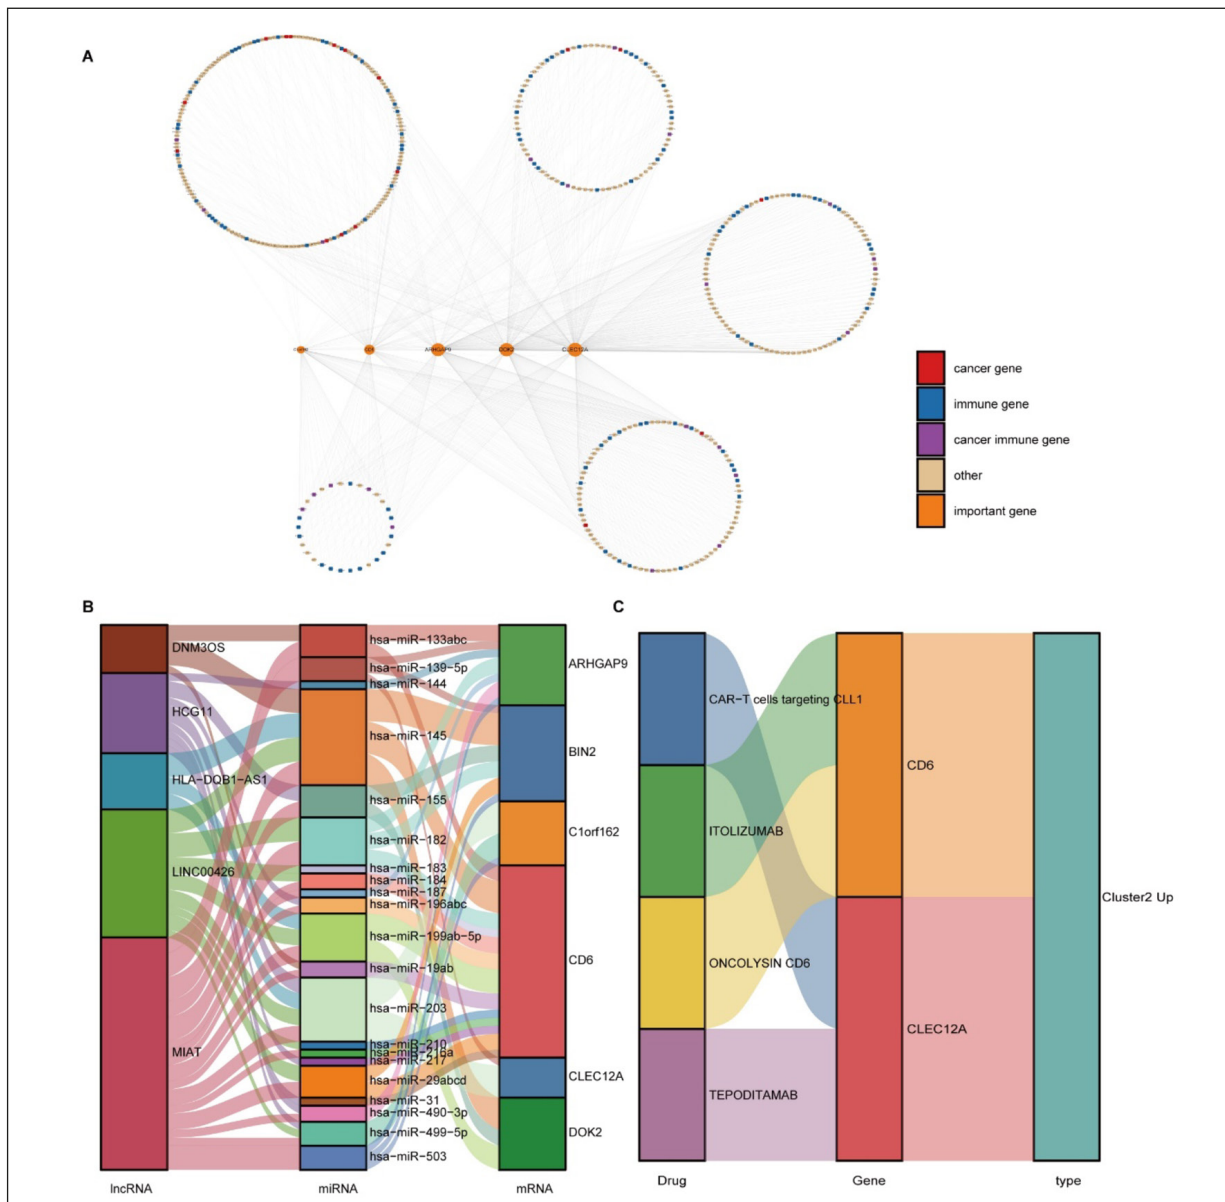 A
ARHGAP9
DOK2
CLEC12A
cancer gene
immune gene
cancer immune gene
other
important gene
B
DNM3OS
HCG11
HLA-DQB1-AS1
LINC00426
MIAT
lncRNA
hsa-miR-133abc
hsa-miR-139-5p
hsa-miR-144
hsa-miR-145
hsa-miR-155
hsa-miR-182
hsa-miR-183
hsa-miR-184
hsa-miR-187
hsa-miR-196abc
hsa-miR-199ab-5p
hsa-miR-19ab
hsa-miR-203
hsa-miR-210
hsa-miR-216a
hsa-miR-217
hsa-miR-29abcd
hsa-miR-31
hsa-miR-490-3p
hsa-miR-499-5p
hsa-miR-503
miRNA
ARHGAP9
BIN2
C1orf162
CD6
CLEC12A
DOK2
mRNA
C
CAR-T cells targeting CLL1
ITOLIZUMAB
ONCOLYSIN CD6
TEPODITAMAB
Drug
CD6
CLEC12A
Gene
Cluster2 Up
type